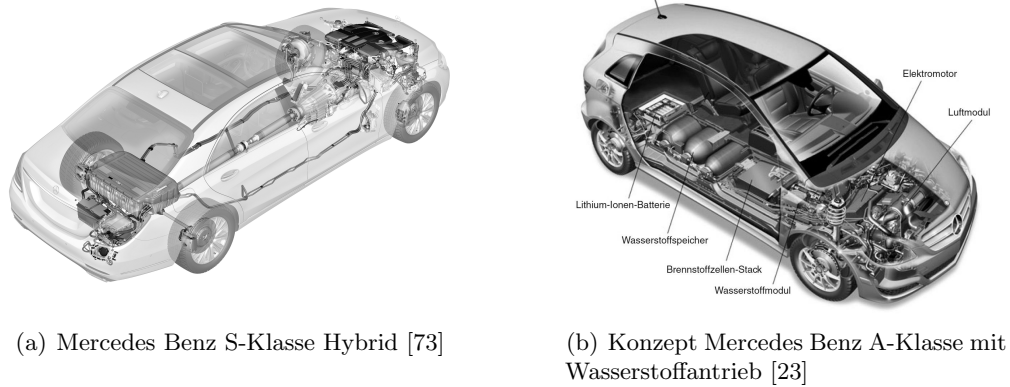 Elektromotor
Luftmodul
Lithium-Ionen-Batterie
Wasserstoffspeicher
Brennstoffzellen-Stack
Wasserstoffmodul
(a) Mercedes Benz S-Klasse Hybrid [73]
(b) Konzept Mercedes Benz A-Klasse mit
Wasserstoffantrieb [23]